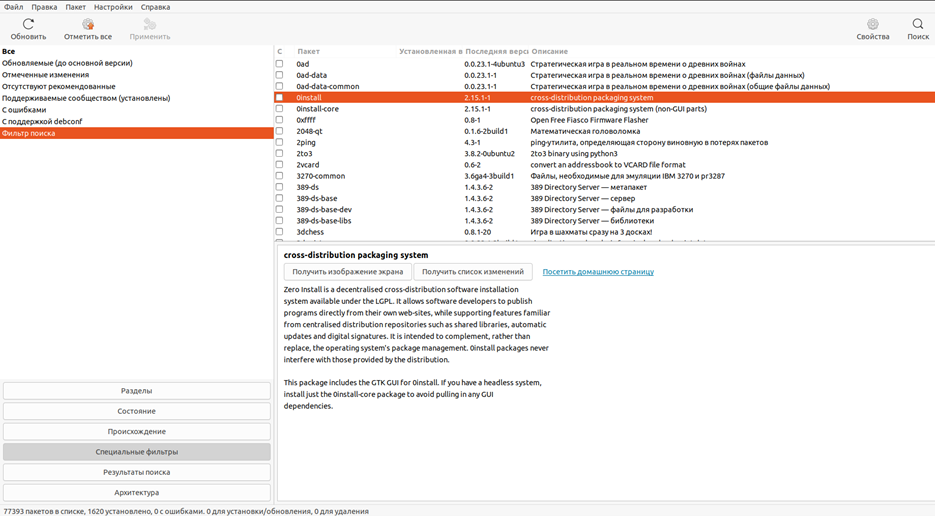 Файл Правка Пакет Настройки Справка
Обновить Отметить все Применить Свойства Поиск
Все
Обновляемые (до основной версии)
Отмеченные изменения
Отсутствуют рекомендованные
Поддерживаемые сообществом (установлены)
С ошибками
С поддержкой debconf
Фильтр поиска
Разделы
Состояние
Происхождение
Специальные фильтры
Результаты поиска
Архитектура
С Пакет Установленная в Последняя верси Описание
0ad 0.0.23.1-4ubuntu3 Стратегическая игра в реальном времени о древних войнах
0ad-data 0.0.23.1-1 Стратегическая игра в реальном времени о древних войнах (файлы данных)
0ad-data-common 0.0.23.1-1 Стратегическая игра в реальном времени о древних войнах (общие файлы данных)
0install 2.15.1-1 cross-distribution packaging system
0install-core 2.15.1-1 cross-distribution packaging system (non-GUI parts)
0xffff 0.8-1 Open Free Fiasco Firmware Flasher
2048-qt 0.1.6-2build1 Математическая головоломка
2ping 4.3-1 ping-утилита, определяющая сторону виновную в потерях пакетов
2to3 3.8.2-0ubuntu2 2to3 binary using python3
2vcard 0.6-2 convert an addressbook to VCARD file format
3270-common 3.6ga4-3build1 Файлы, необходимые для эмуляции IBM 3270 и pr3287
389-ds 1.4.3.6-2 389 Directory Server — метапакет
389-ds-base 1.4.3.6-2 389 Directory Server — сервер
389-ds-base-dev 1.4.3.6-2 389 Directory Server — файлы для разработки
389-ds-base-libs 1.4.3.6-2 389 Directory Server — библиотеки
3dchess 0.8.1-20 Игра в шахматы сразу на 3 досках!
cross-distribution packaging system
Получить изображение экрана Получить список изменений Посетить домашнюю страницу
Zero Install is a decentralised cross-distribution software installation
system available under the LGPL. It allows software developers to publish
programs directly from their own web-sites, while supporting features familiar
from centralised distribution repositories such as shared libraries, automatic
updates and digital signatures. It is intended to complement, rather than
replace, the operating system's package management. 0install packages never
interfere with those provided by the distribution.
This package includes the GTK GUI for 0install. If you have a headless system,
install just the 0install-core package to avoid pulling in any GUI
dependencies.
77393 пакетов в списке, 1620 установлено, 0 с ошибками. 0 для установки/обновления, 0 для удаления